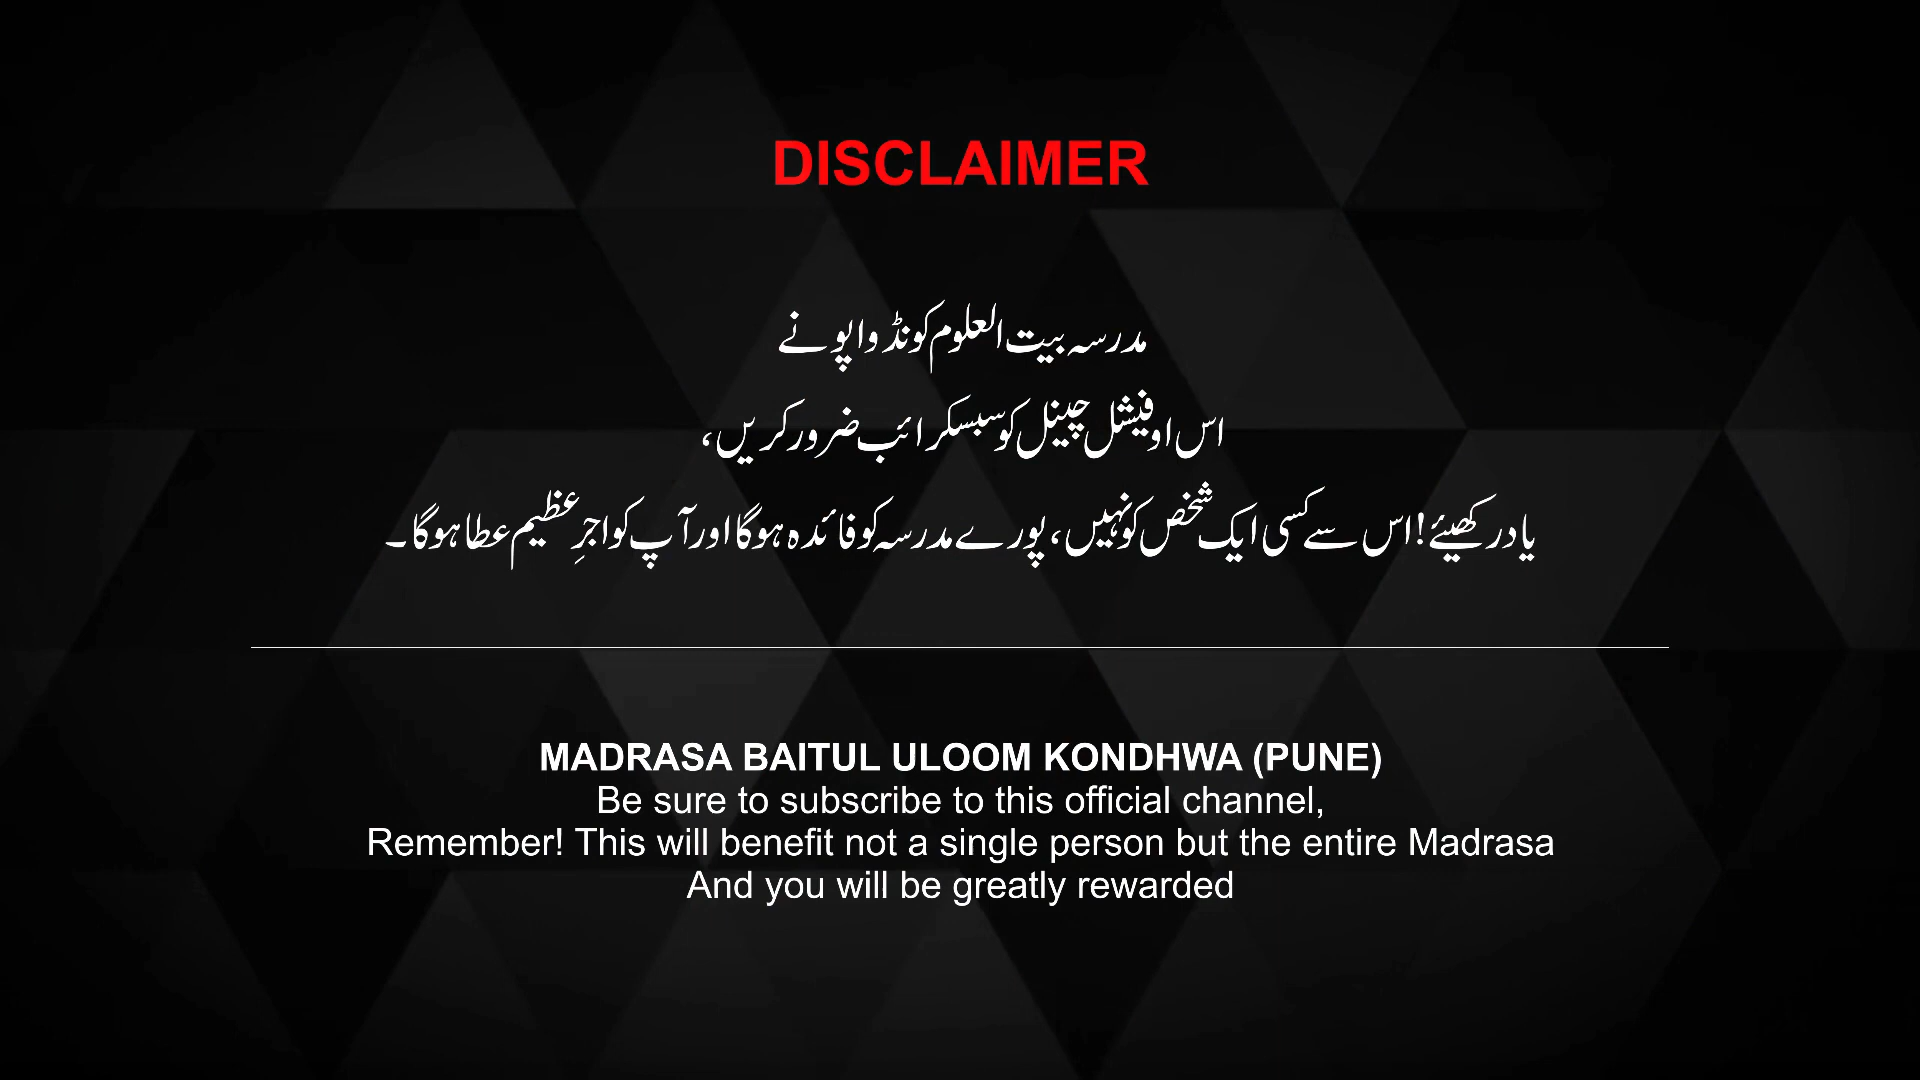 DISCLAIMER
مدرسہ بیت العلوم کونڈوا پونے
اس اوفیشل چینل کو سبسکرائب ضرور کریں،
یاد رکھیئے! اس سے کسی ایک شخص کو نہیں، پورے مدرسہ کو فائدہ ہوگا اور آپ کو اجرِ عظیم عطا ہوگا۔
MADRASA BAITUL ULOOM KONDHWA (PUNE)
Be sure to subscribe to this official channel,
Remember! This will benefit not a single person but the entire Madrasa
And you will be greatly rewarded